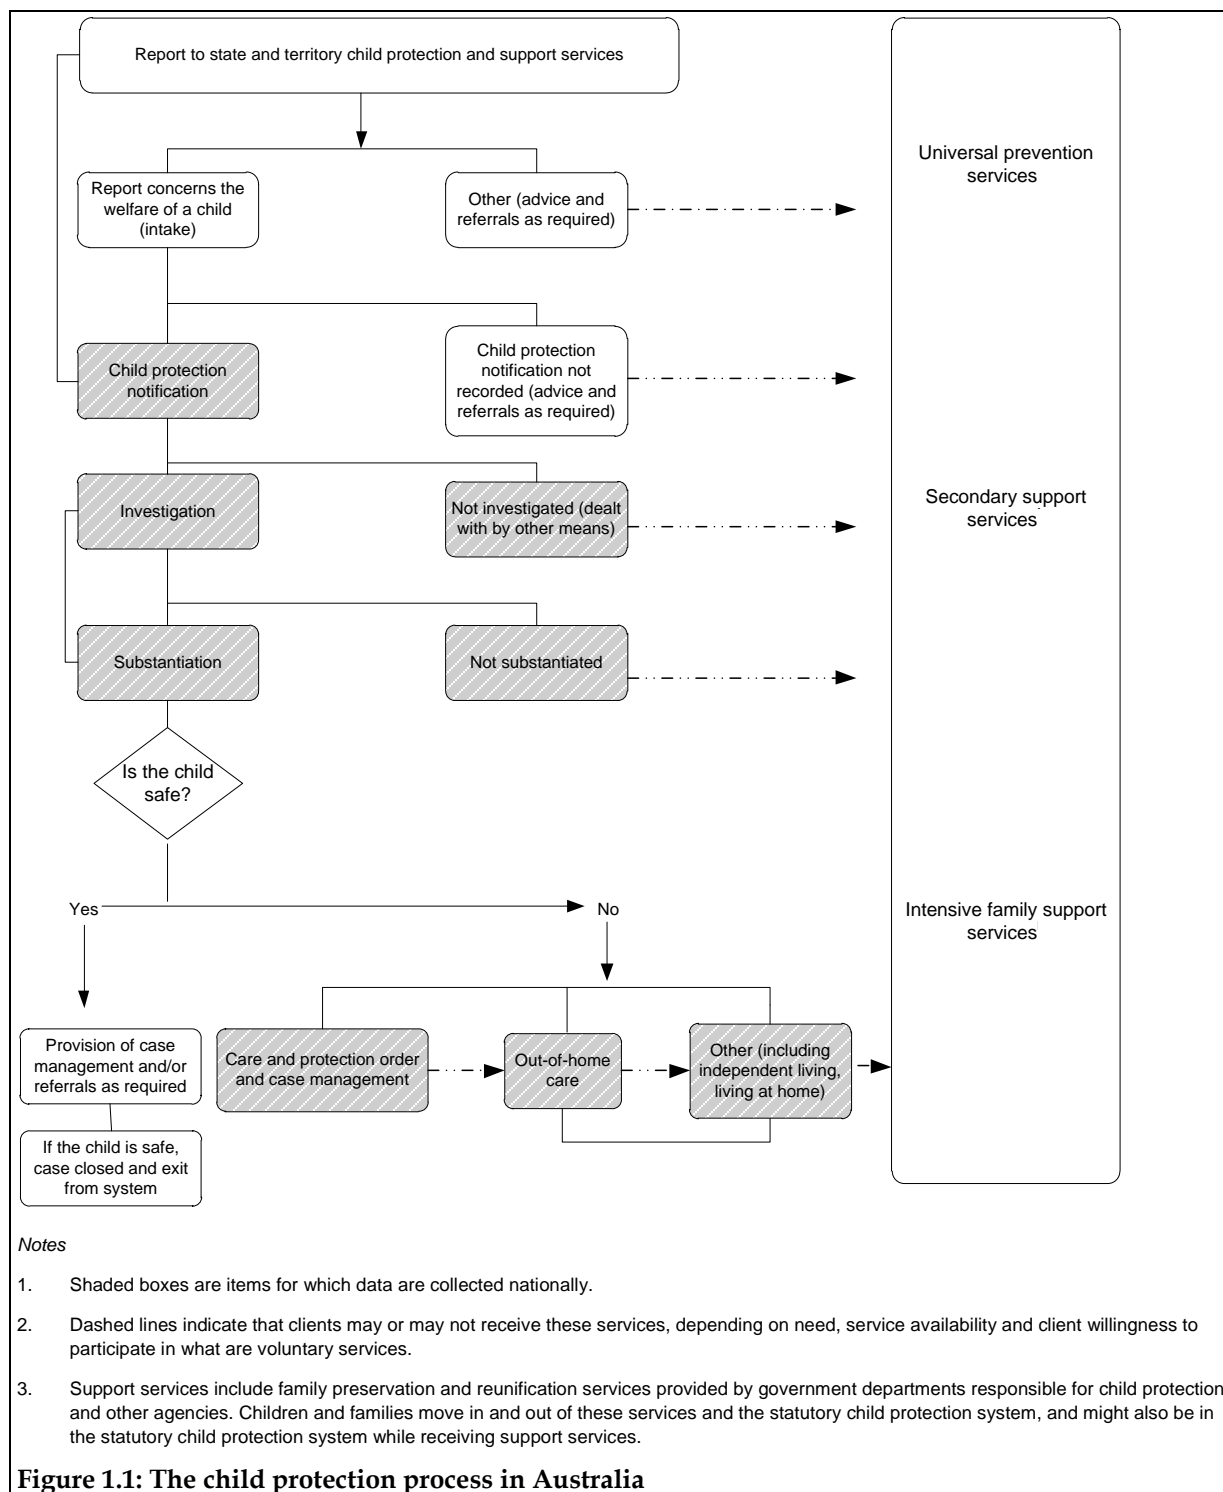 Report to state and territory child protection and support services
Universal prevention
services
Report concerns the
welfare of a child
(intake)
Other (advice and
referrals as required)
Child protection
notification
Child protection
notification not
recorded (advice and
referrals as required)
Investigation
Not investigated (dealt
with by other means)
Secondary support
services
Substantiation
Not substantiated
Is the child
safe?
Yes
No
Intensive family support
services
Provision of case
management and/or
referrals as required
Care and protection order
and case management
Out-of-home
care
Other (including
independent living,
living at home)
If the child is safe,
case closed and exit
from system
Notes
1. Shaded boxes are items for which data are collected nationally.
2. Dashed lines indicate that clients may or may not receive these services, depending on need, service availability and client willingness to
participate in what are voluntary services.
3. Support services include family preservation and reunification services provided by government departments responsible for child protection
and other agencies. Children and families move in and out of these services and the statutory child protection system, and might also be in
the statutory child protection system while receiving support services.
Figure 1.1: The child protection process in Australia